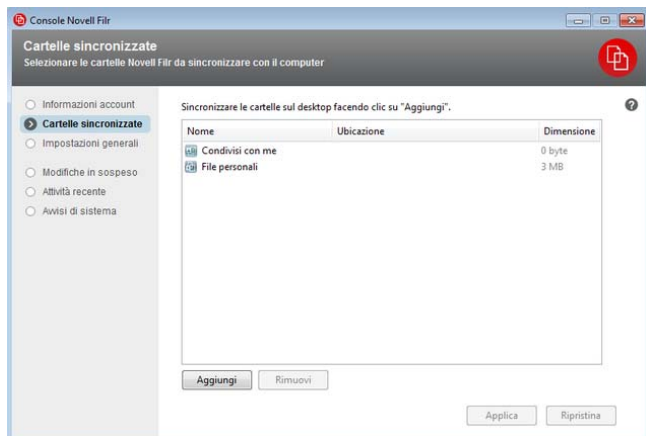 Console Novell Filr
Cartelle sincronizzate
Selezionare le cartelle Novell Filr da sincronizzare con il computer
Informazioni account
Cartelle sincronizzate
Impostazioni generali
Modifiche in sospeso
Attività recente
Avvisi di sistema
Sincronizzare le cartelle sul desktop facendo clic su "Aggiungi".
Nome Ubicazione Dimensione
Condivisi con me 0 byte
File personali 3 MB
Aggiungi Rimuovi
Applica Ripristina